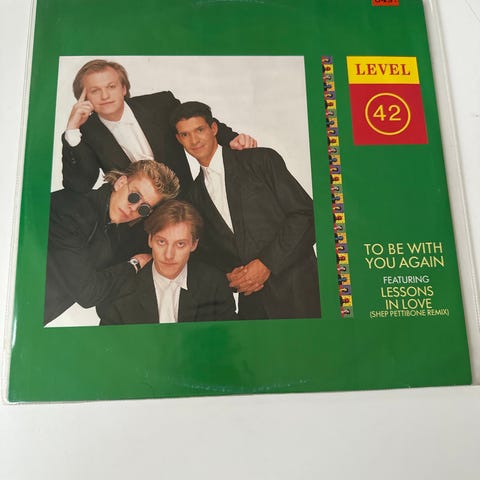 LEVEL
42
TO BE WITH
YOU AGAIN
FEATURING
LESSONS
IN LOVE
(SHEP PETTIBONE REMIX)